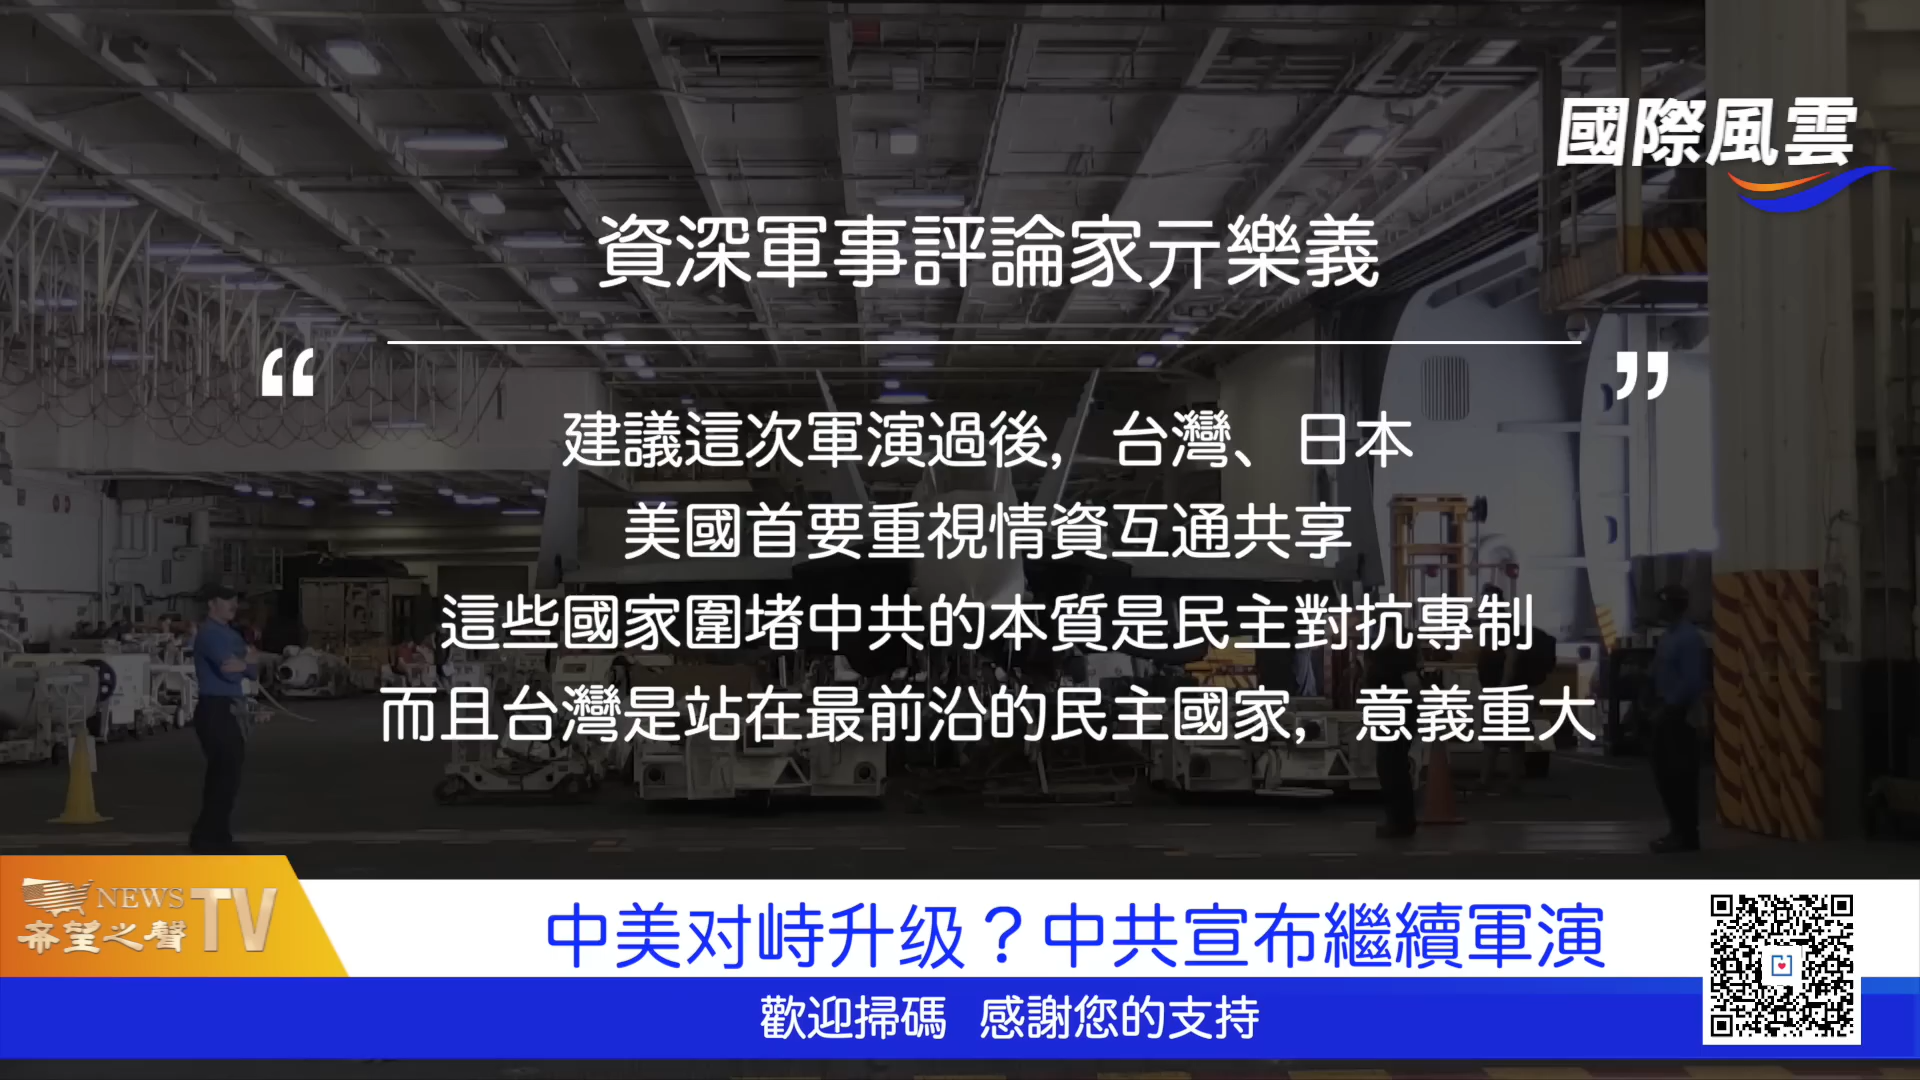 國際風雲
資深軍事評論家亓樂義
“ ”
建議這次軍演過後，台灣、日本
美國首要重視情資互通共享
這些國家圍堵中共的本質是民主對抗專制
而且台灣是站在最前沿的民主國家，意義重大
NEWS
希望之聲 TV
中美对峙升级？中共宣布繼續軍演
歡迎掃碼 感謝您的支持